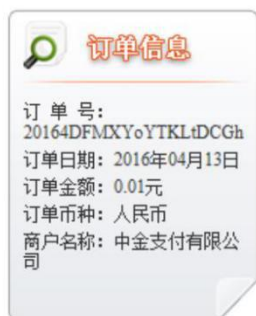 订单信息
订 单 号：
20164DFMXYoYTKLtDCGh
订单日期：2016年04月13日
订单金额：0.01元
订单币种：人民币
商户名称：中金支付有限公
司